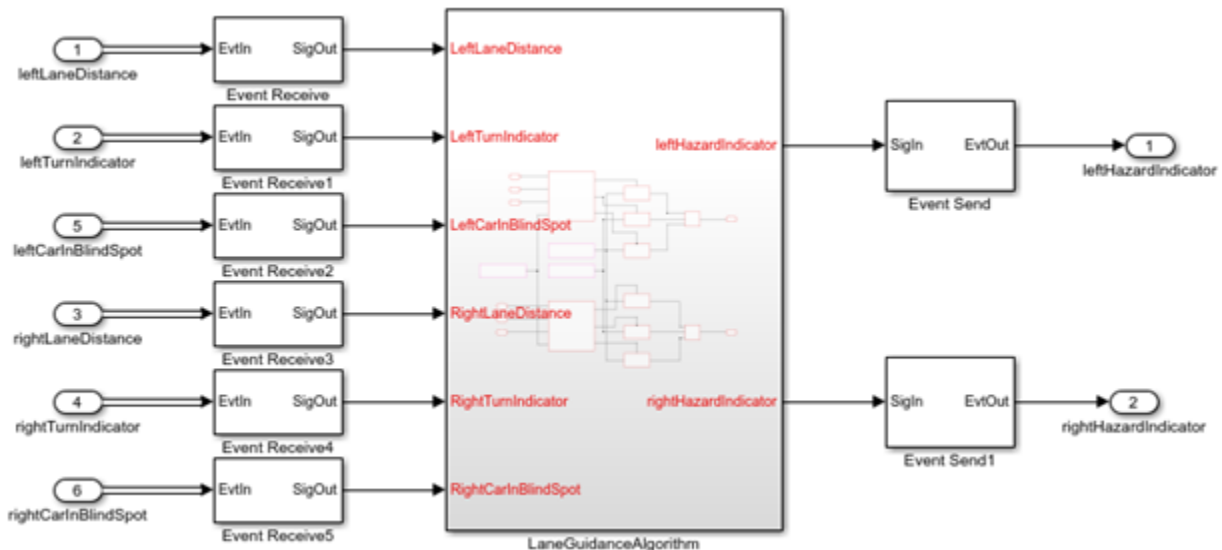 1
leftLaneDistance
EvtIn SigOut
Event Receive
LeftLaneDistance
2
leftTurnIndicator
EvtIn SigOut
Event Receive1
LeftTurnIndicator
5
leftCarInBlindSpot
EvtIn SigOut
Event Receive2
LeftCarInBlindSpot
3
rightLaneDistance
EvtIn SigOut
Event Receive3
RightLaneDistance
4
rightTurnIndicator
EvtIn SigOut
Event Receive4
RightTurnIndicator
6
rightCarInBlindSpot
EvtIn SigOut
Event Receive5
RightCarInBlindSpot
leftHazardIndicator
rightHazardIndicator
LaneGuidanceAlgorithm
SigIn EvtOut
Event Send
1
leftHazardIndicator
SigIn EvtOut
Event Send1
2
rightHazardIndicator